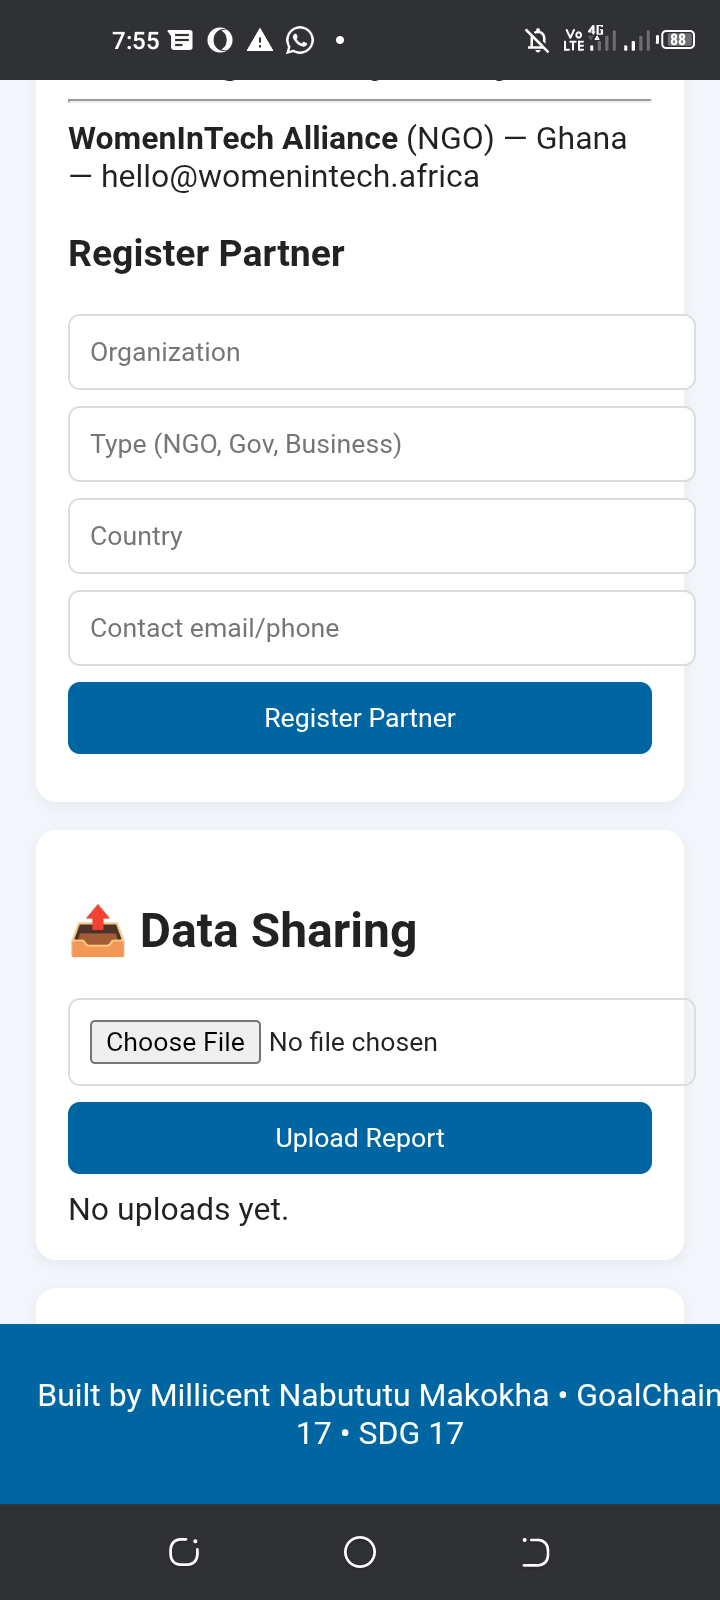 7:55
Vo LTE 4G 88
WomenInTech Alliance (NGO) — Ghana
— hello@womenintech.africa
Register Partner
Organization
Type (NGO, Gov, Business)
Country
Contact email/phone
Register Partner
📤 Data Sharing
Choose File No file chosen
Upload Report
No uploads yet.
Built by Millicent Nabututu Makokha • GoalChain
17 • SDG 17